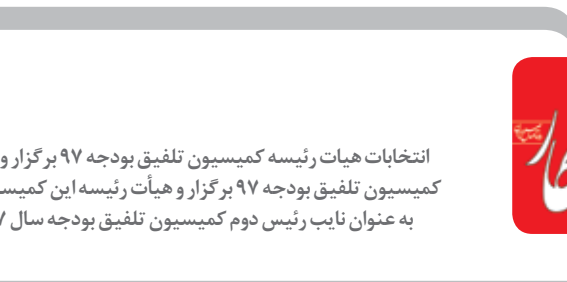 انتخابات هیات رئیسه کمیسیون تلفیق بودجه ۹۷ برگزار و
کمیسیون تلفیق بودجه ۹۷ برگزار و هیأت رئیسه این
به عنوان نایب رئیس دوم کمیسیون تلفیق بودجه سال